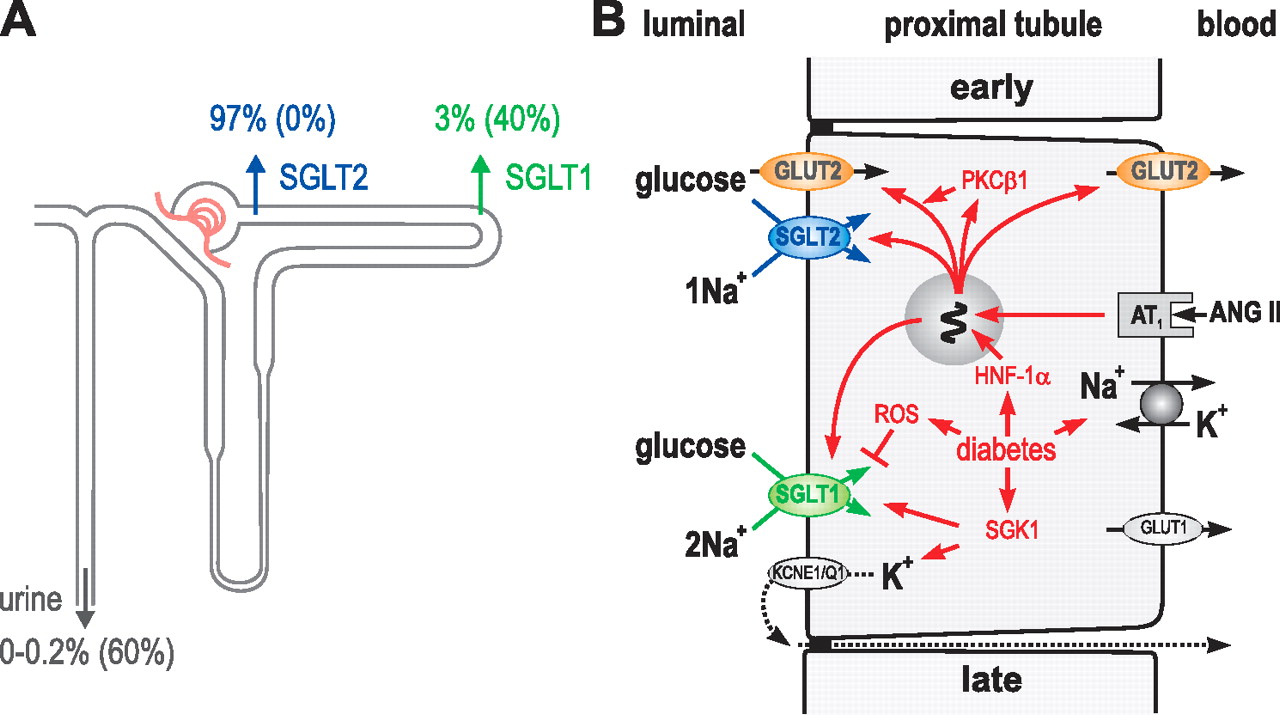 A
97% (0%)
3% (40%)
SGLT2
SGLT1
urine
0-0.2% (60%)
B
luminal
proximal tubule
blood
early
GLUT2
GLUT2
glucose
PKCβ1
SGLT2
1Na+
AT1
ANG II
HNF-1α
Na+
ROS
K+
glucose
diabetes
SGLT1
SGK1
GLUT1
2Na+
KCNE1/Q1
K+
late